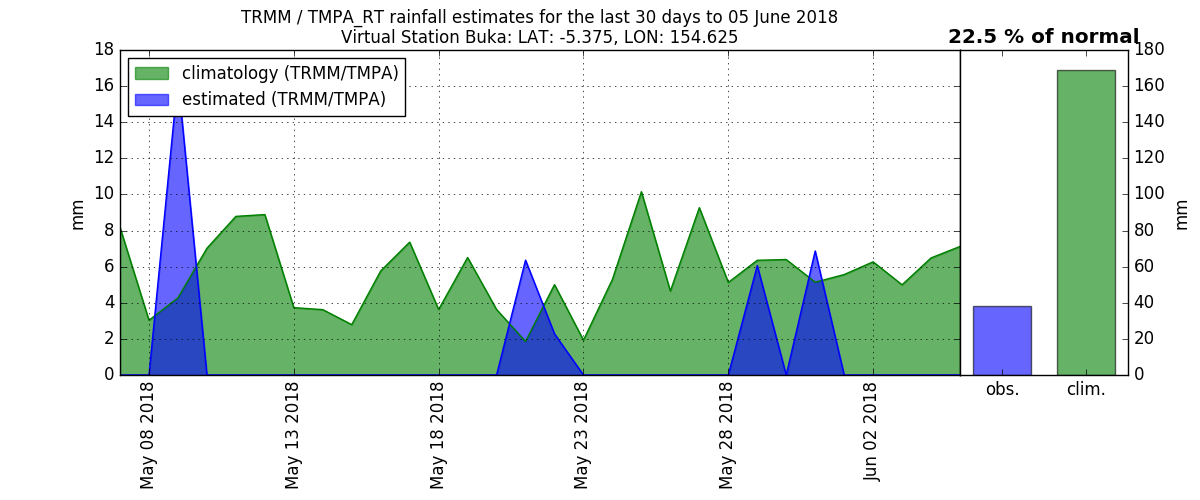 TRMM / TMPA_RT rainfall estimates for the last 30 days to 05 June 2018
Virtual Station Buka: LAT: -5.375, LON: 154.625
22.5 % of normal
climatology (TRMM/TMPA)
estimated (TRMM/TMPA)
mm
18
16
14
12
10
8
6
4
2
0
May 08 2018
May 13 2018
May 18 2018
May 23 2018
May 28 2018
Jun 02 2018
obs.
clim.
180
160
140
120
100
80
60
40
20
0
mm